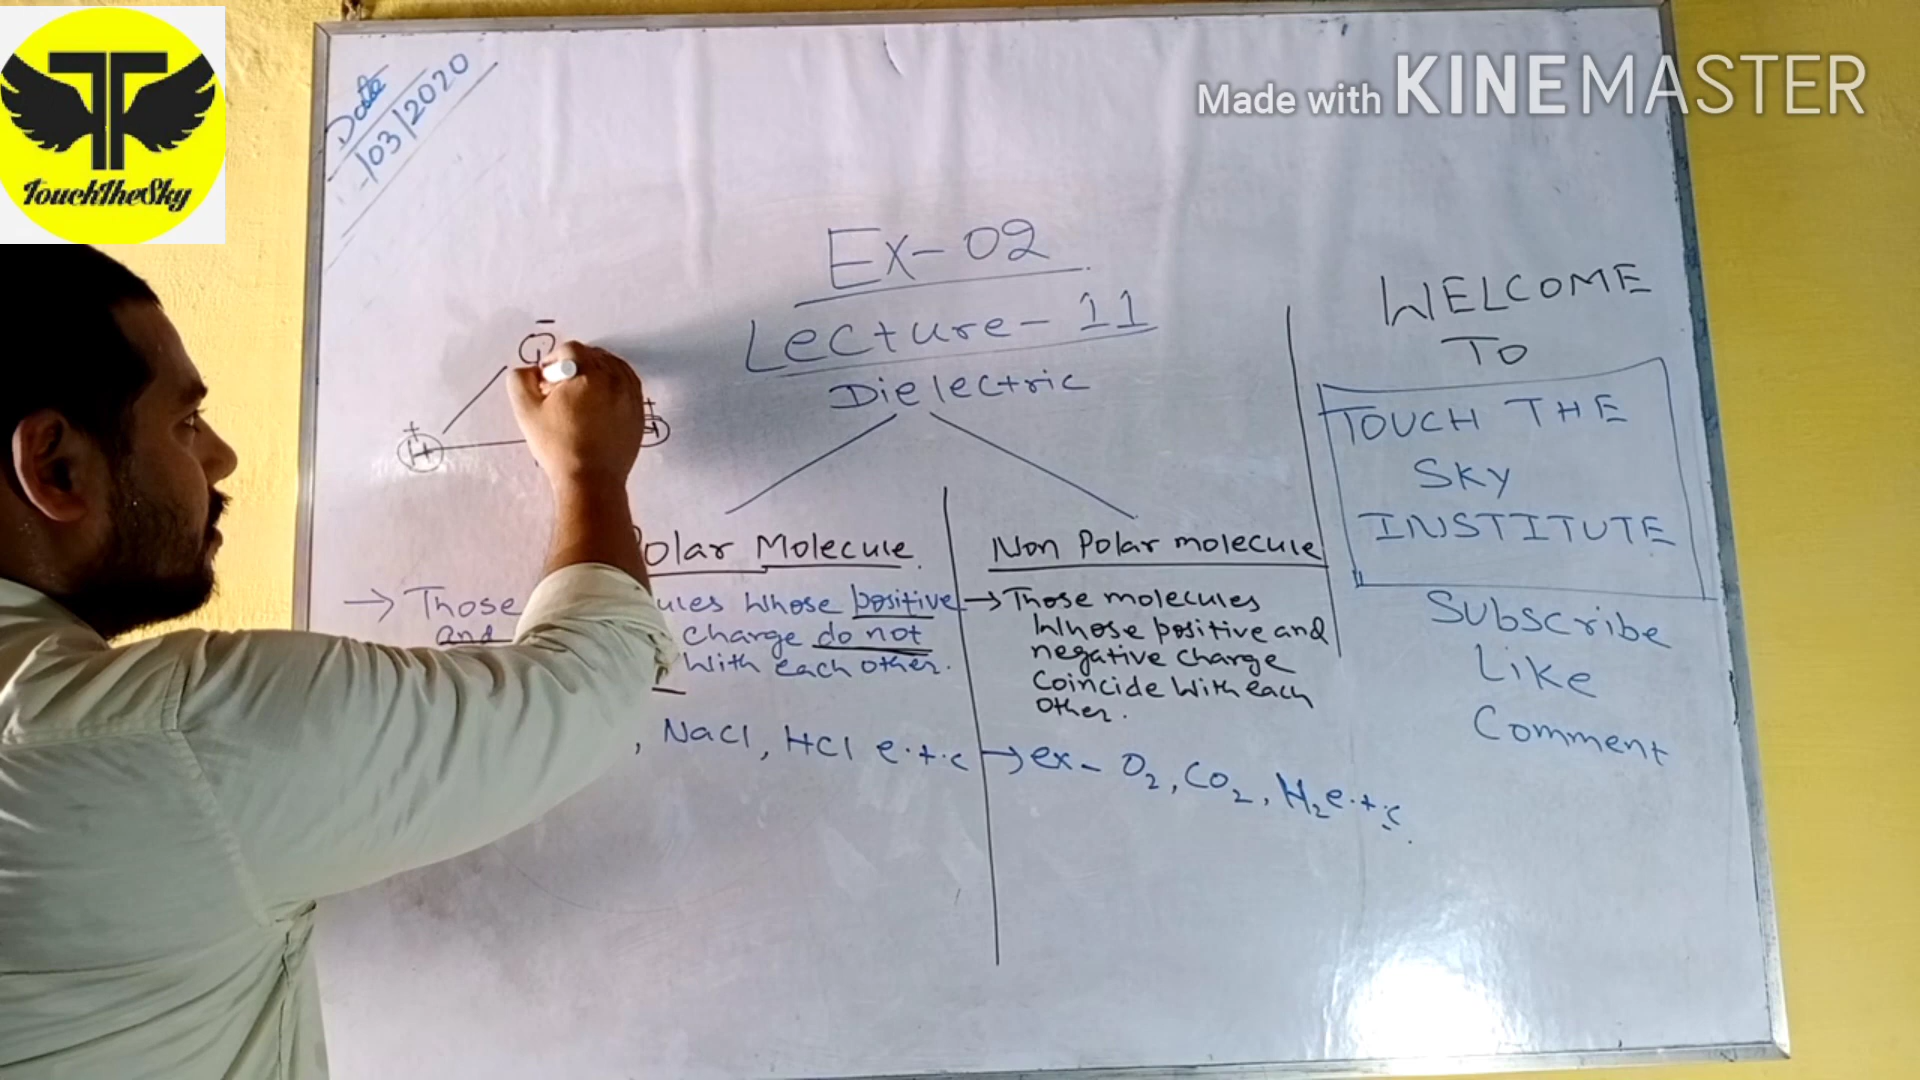 TouchTheSky
Made with KINEMASTER
Date
/03/2020
Ex-02
Lecture-11
Dielectric
-
+
H
+
H
Polar Molecule
→ Those ules whose positive
and charge do not
with each other.
, NaCl, HCl e.t.c
Non Polar molecule
→ Those molecules
whose positive and
negative charge
coincide with each
other.
→ ex- O2, CO2, H2 e.t.c
WELCOME
TO
TOUCH THE
SKY
INSTITUTE
Subscribe
Like
Comment